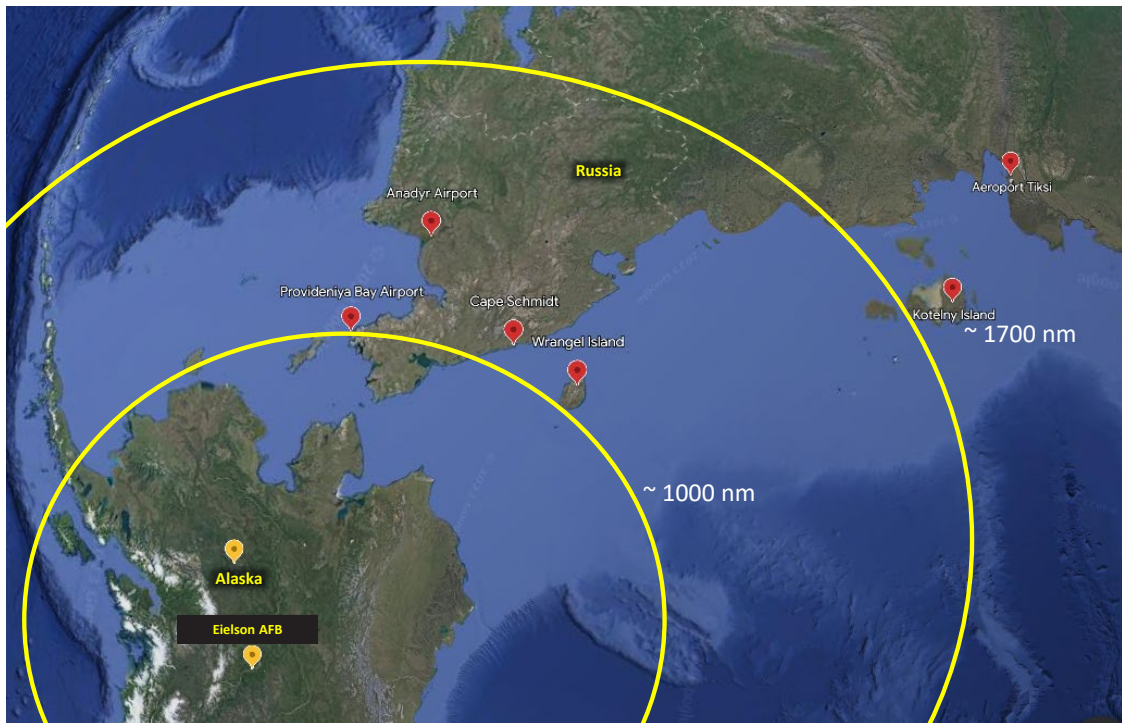 Russia
Aeroport Tiksi
Anadyr Airport
Provideniya Bay Airport
Cape Schmidt
Kotelny Island
~ 1700 nm
Wrangel Island
~ 1000 nm
Alaska
Eielson AFB